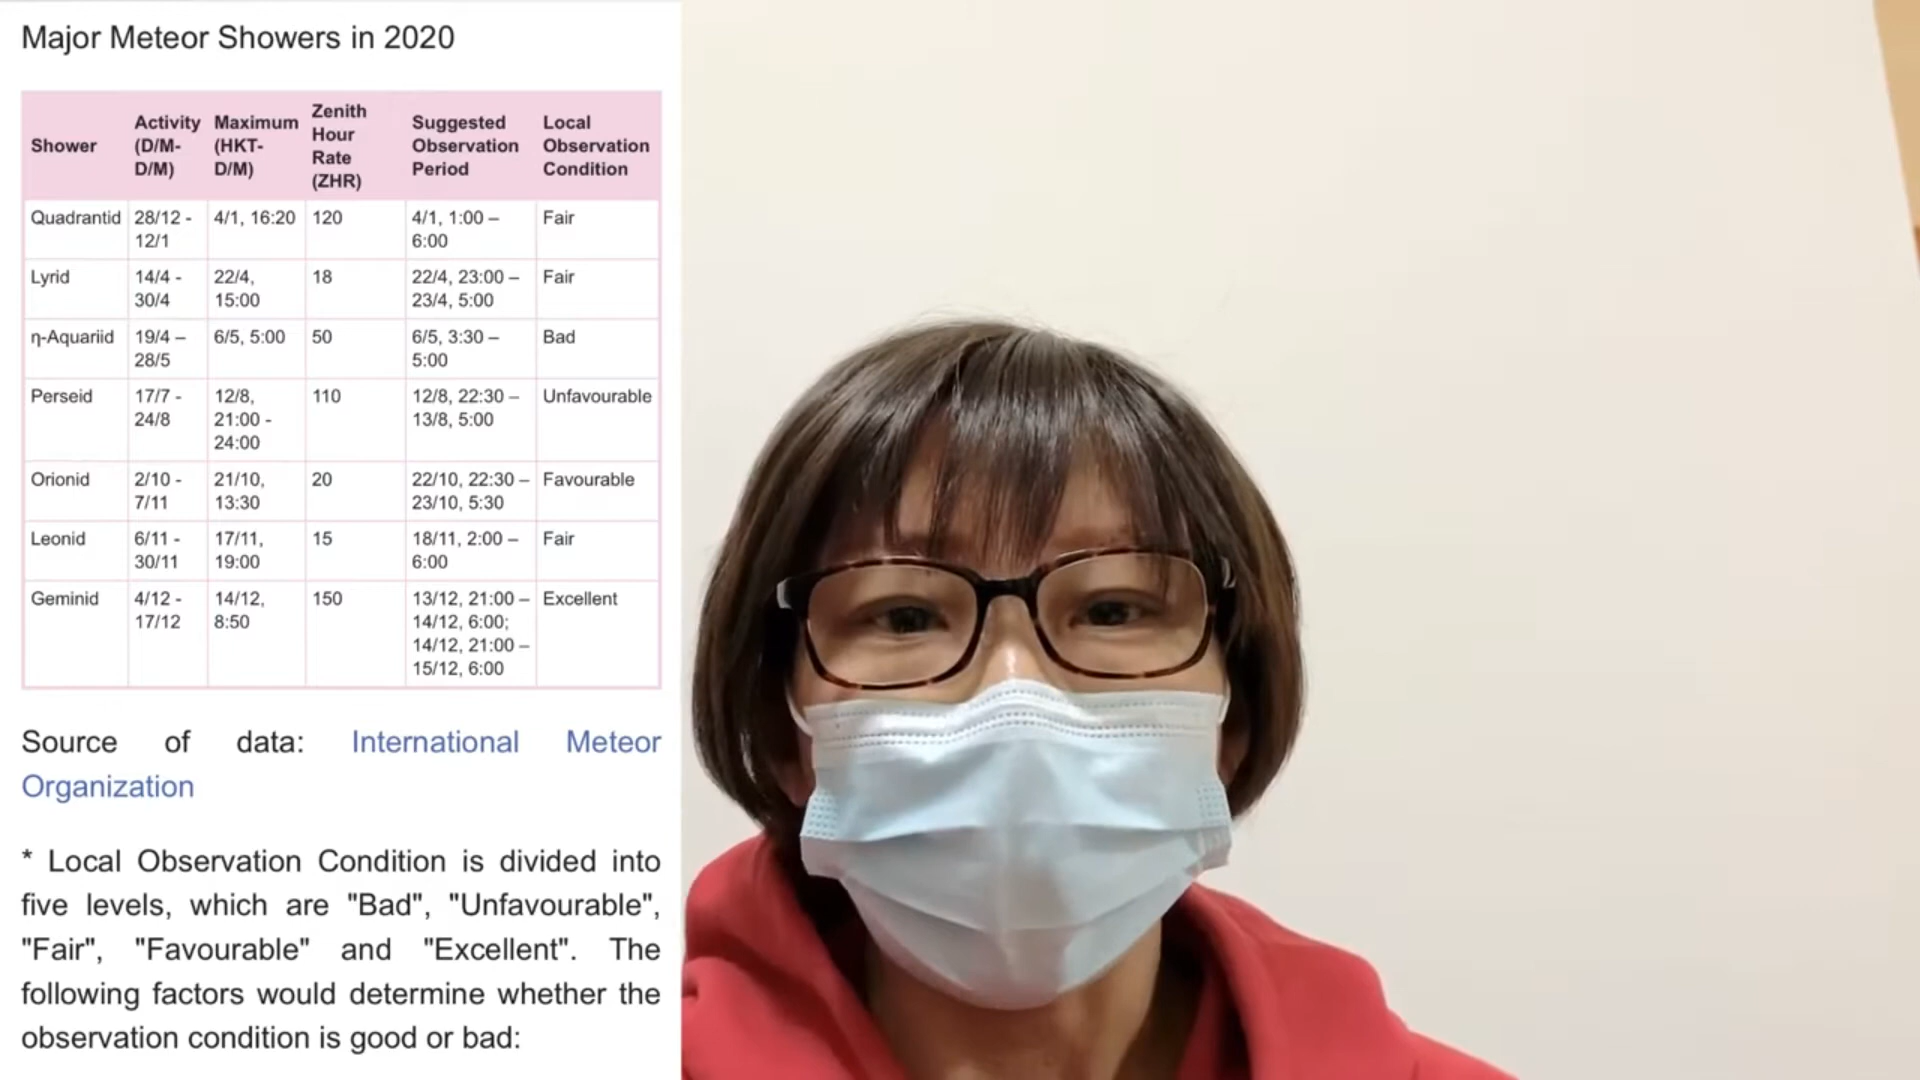 Major Meteor Showers in 2020
Shower
Activity
(D/M-
D/M)
Maximum
(HKT-
D/M)
Zenith
Hour
Rate
(ZHR)
Suggested
Observation
Period
Local
Observation
Condition
Quadrantid
28/12 -
12/1
4/1, 16:20
120
4/1, 1:00 –
6:00
Fair
Lyrid
14/4 -
30/4
22/4,
15:00
18
22/4, 23:00 –
23/4, 5:00
Fair
η-Aquariid
19/4 –
28/5
6/5, 5:00
50
6/5, 3:30 –
5:00
Bad
Perseid
17/7 -
24/8
12/8,
21:00 -
24:00
110
12/8, 22:30 –
13/8, 5:00
Unfavourable
Orionid
2/10 -
7/11
21/10,
13:30
20
22/10, 22:30 –
23/10, 5:30
Favourable
Leonid
6/11 -
30/11
17/11,
19:00
15
18/11, 2:00 –
6:00
Fair
Geminid
4/12 -
17/12
14/12,
8:50
150
13/12, 21:00 –
14/12, 6:00;
14/12, 21:00 –
15/12, 6:00
Excellent
Source of data: International Meteor
Organization
* Local Observation Condition is divided into
five levels, which are "Bad", "Unfavourable",
"Fair", "Favourable" and "Excellent". The
following factors would determine whether the
observation condition is good or bad: